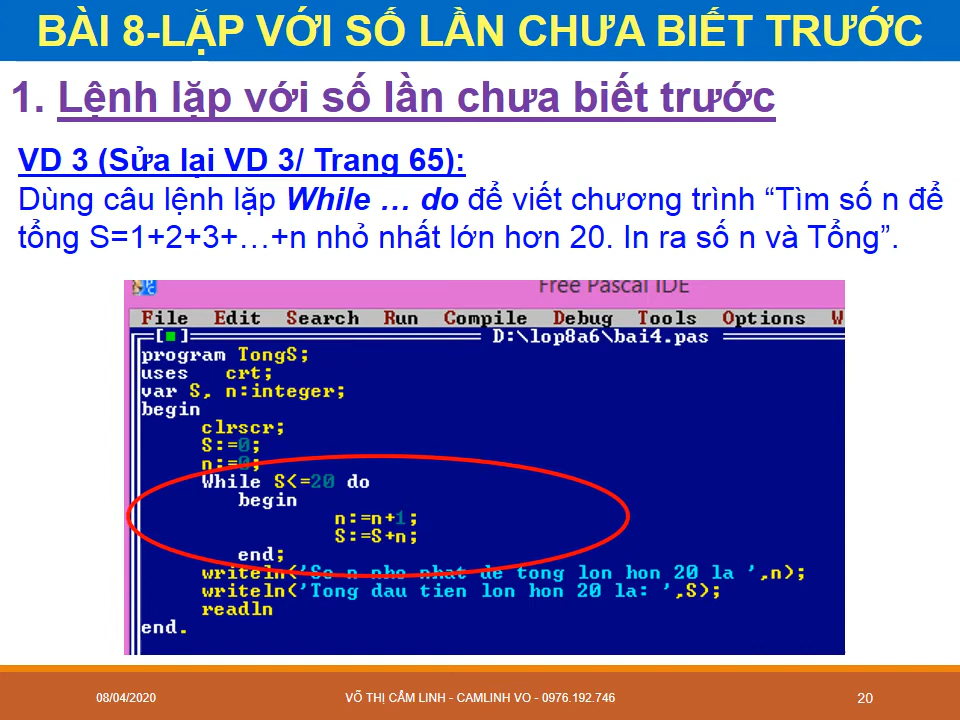 BÀI 8-LẶP VỚI SỐ LẦN CHƯA BIẾT TRƯỚC
1. Lệnh lặp với số lần chưa biết trước
VD 3 (Sửa lại VD 3/ Trang 65):
Dùng câu lệnh lặp While … do để viết chương trình “Tìm số n để
tổng S=1+2+3+…+n nhỏ nhất lớn hơn 20. In ra số n và Tổng”.
Free Pascal IDE
File Edit Search Run Compile Debug Tools Options W
D:\lop8a6\bai4.pas
program TongS;
uses crt;
var S, n:integer;
begin
clrscr;
S:=0;
n:=0;
While S<=20 do
begin
n:=n+1;
S:=S+n;
end;
writeln('So n nho nhat de tong lon hon 20 la ',n);
writeln('Tong dau tien lon hon 20 la: ',S);
readln
end.
08/04/2020 VÕ THỊ CẨM LINH - CAMLINH VO - 0976.192.746 20